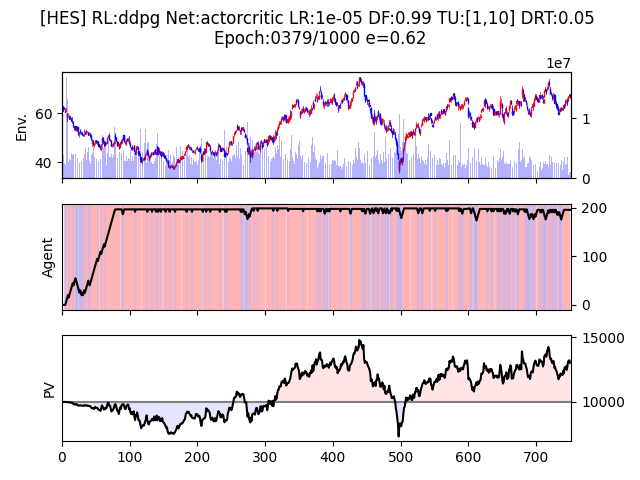 [HES] RL:ddpg Net:actorcritic LR:1e-05 DF:0.99 TU:[1,10] DRT:0.05
Epoch:0379/1000 e=0.62
1e7
Env.
60
40
1
0
Agent
200
100
0
PV
15000
10000
0 100 200 300 400 500 600 700